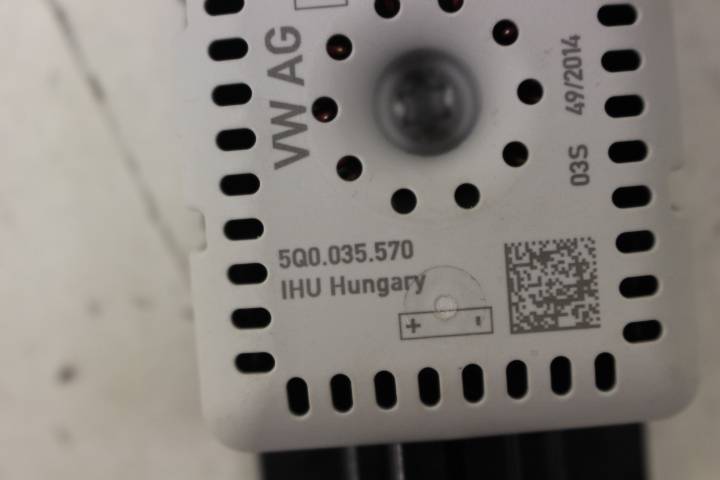 VW AG
49/2014
03S
5Q0.035.570
IHU Hungary
+ -